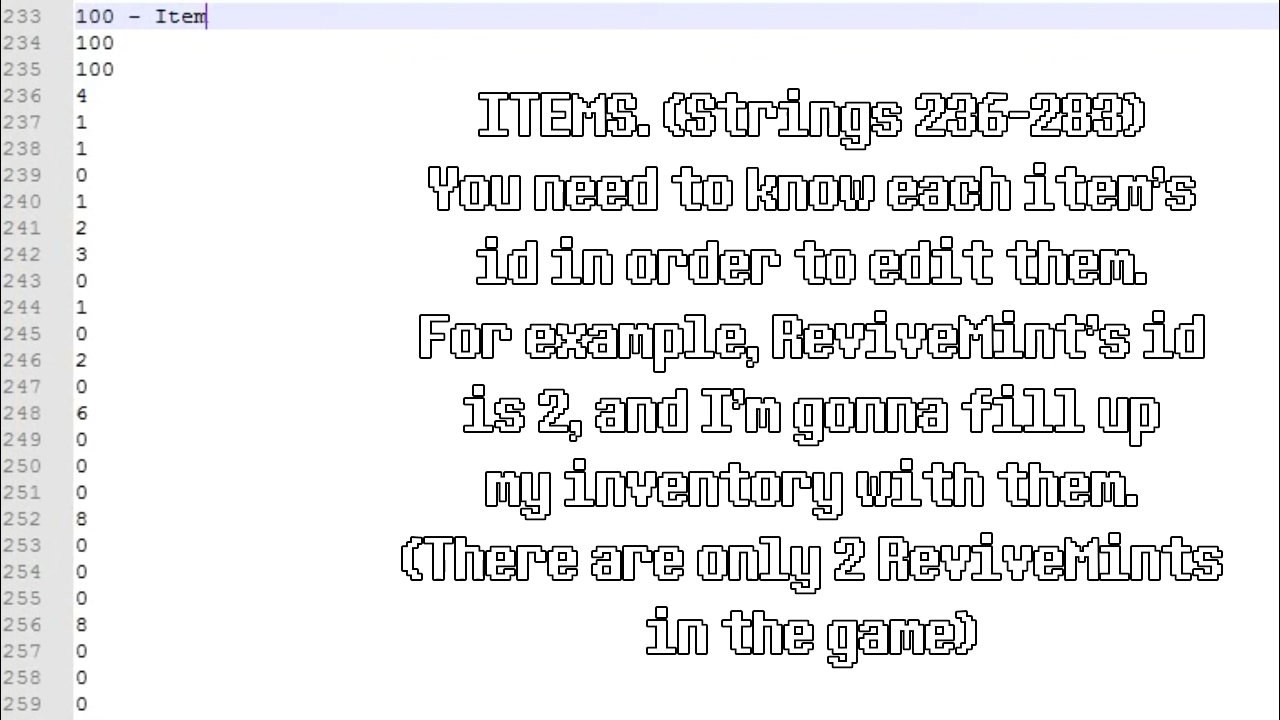 233 100 - Item
234 100
235 100
236 4
237 1
238 1
239 0
240 1
241 2
242 3
243 0
244 1
245 0
246 2
247 0
248 6
249 0
250 0
251 0
252 8
253 0
254 0
255 0
256 8
257 0
258 0
259 0
ITEMS. (Strings 236-283)
You need to know each item's
id in order to edit them.
For example, ReviveMint's id
is 2, and I'm gonna fill up
my inventory with them.
(There are only 2 ReviveMints
in the game)